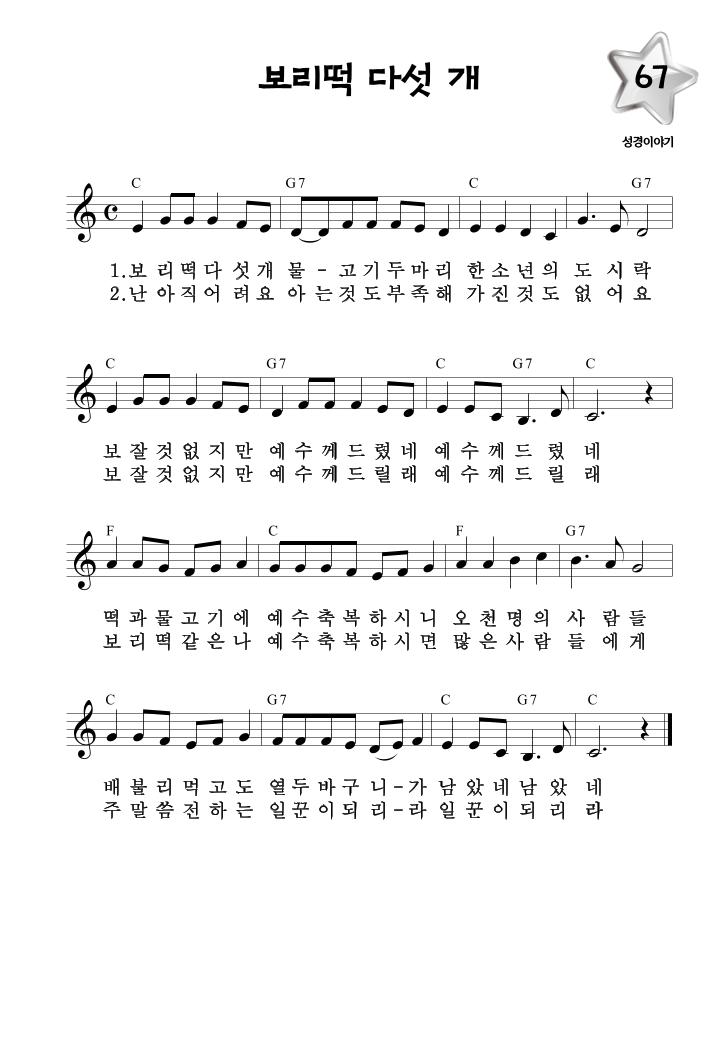 보리떡 다섯 개
67
성경이야기
C G7 C G7
1.보 리 떡 다 섯 개 물 - 고 기 두 마 리 한 소 년 의 도 시 락
2.난 아 직 어 려 요 아 는 것 도 부 족 해 가 진 것 도 없 어 요
C G7 C G7 C
보 잘 것 없 지 만 예 수 께 드 렸 네 예 수 께 드 렸 네
보 잘 것 없 지 만 예 수 께 드 릴 래 예 수 께 드 릴 래
F C F G7
떡 과 물 고 기 에 예 수 축 복 하 시 니 오 천 명 의 사 람 들
보 리 떡 같 은 나 예 수 축 복 하 시 면 많 은 사 람 들 에 게
C G7 C G7 C
배 불 리 먹 고 도 열 두 바 구 니 - 가 남 았 네 남 았 네
주 말 씀 전 하 는 일 꾼 이 되 리 - 라 일 꾼 이 되 리 라